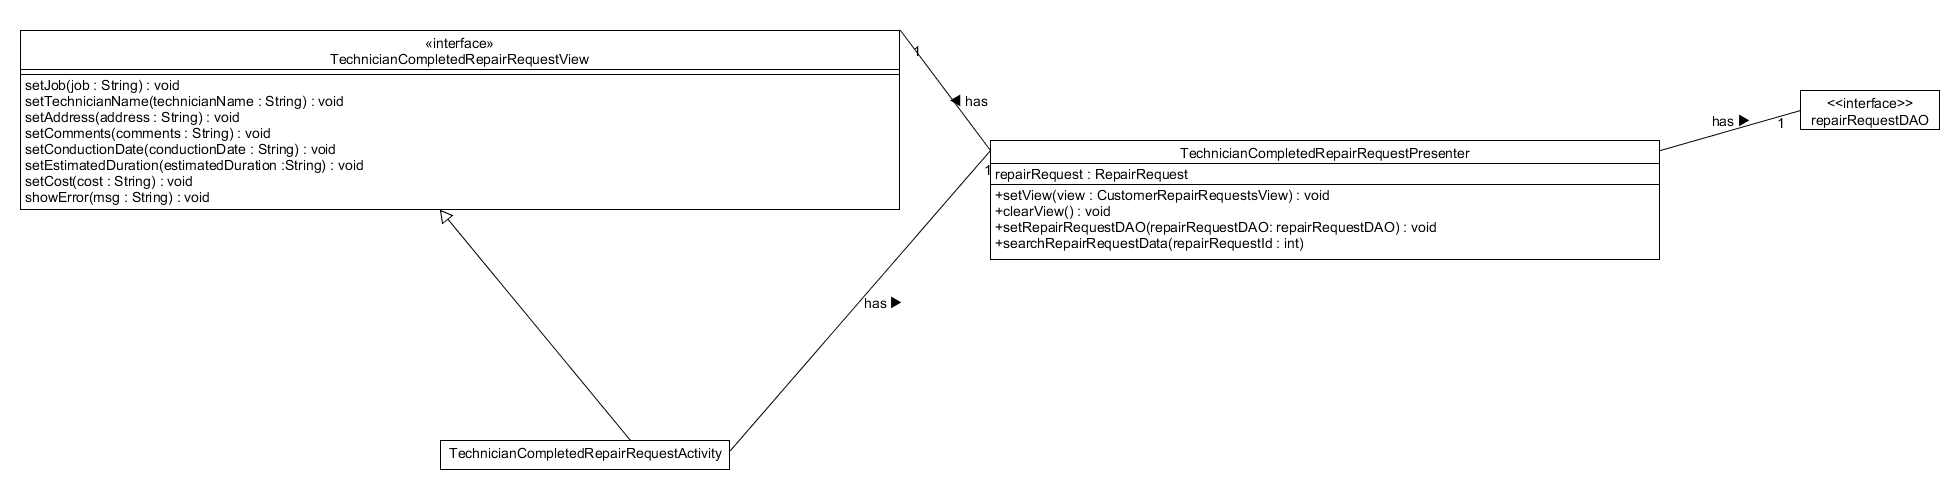 «interface»
TechnicianCompletedRepairRequestView
setJob(job : String) : void
setTechnicianName(technicianName : String) : void
setAddress(address : String) : void
setComments(comments : String) : void
setConductionDate(conductionDate : String) : void
setEstimatedDuration(estimatedDuration :String) : void
setCost(cost : String) : void
showError(msg : String) : void
1
◀ has
1
TechnicianCompletedRepairRequestPresenter
repairRequest : RepairRequest
+setView(view : CustomerRepairRequestsView) : void
+clearView() : void
+setRepairRequestDAO(repairRequestDAO: repairRequestDAO) : void
+searchRepairRequestData(repairRequestId : int)
has ▶
1
<<interface>>
repairRequestDAO
has ▶
TechnicianCompletedRepairRequestActivity